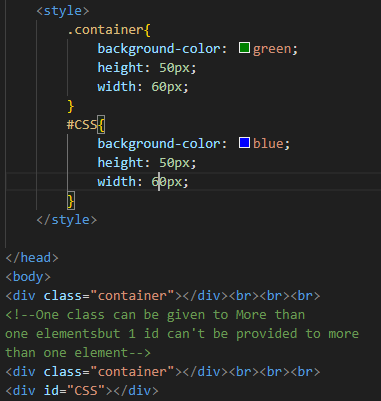 <style>
.container{
background-color: green;
height: 50px;
width: 60px;
}
#CSS{
background-color: blue;
height: 50px;
width: 60px;
}
</style>
</head>
<body>
<div class="container"></div><br><br><br>
<!--One class can be given to More than
one elementsbut 1 id can't be provided to more
than one element-->
<div class="container"></div><br><br><br>
<div id="CSS"></div>